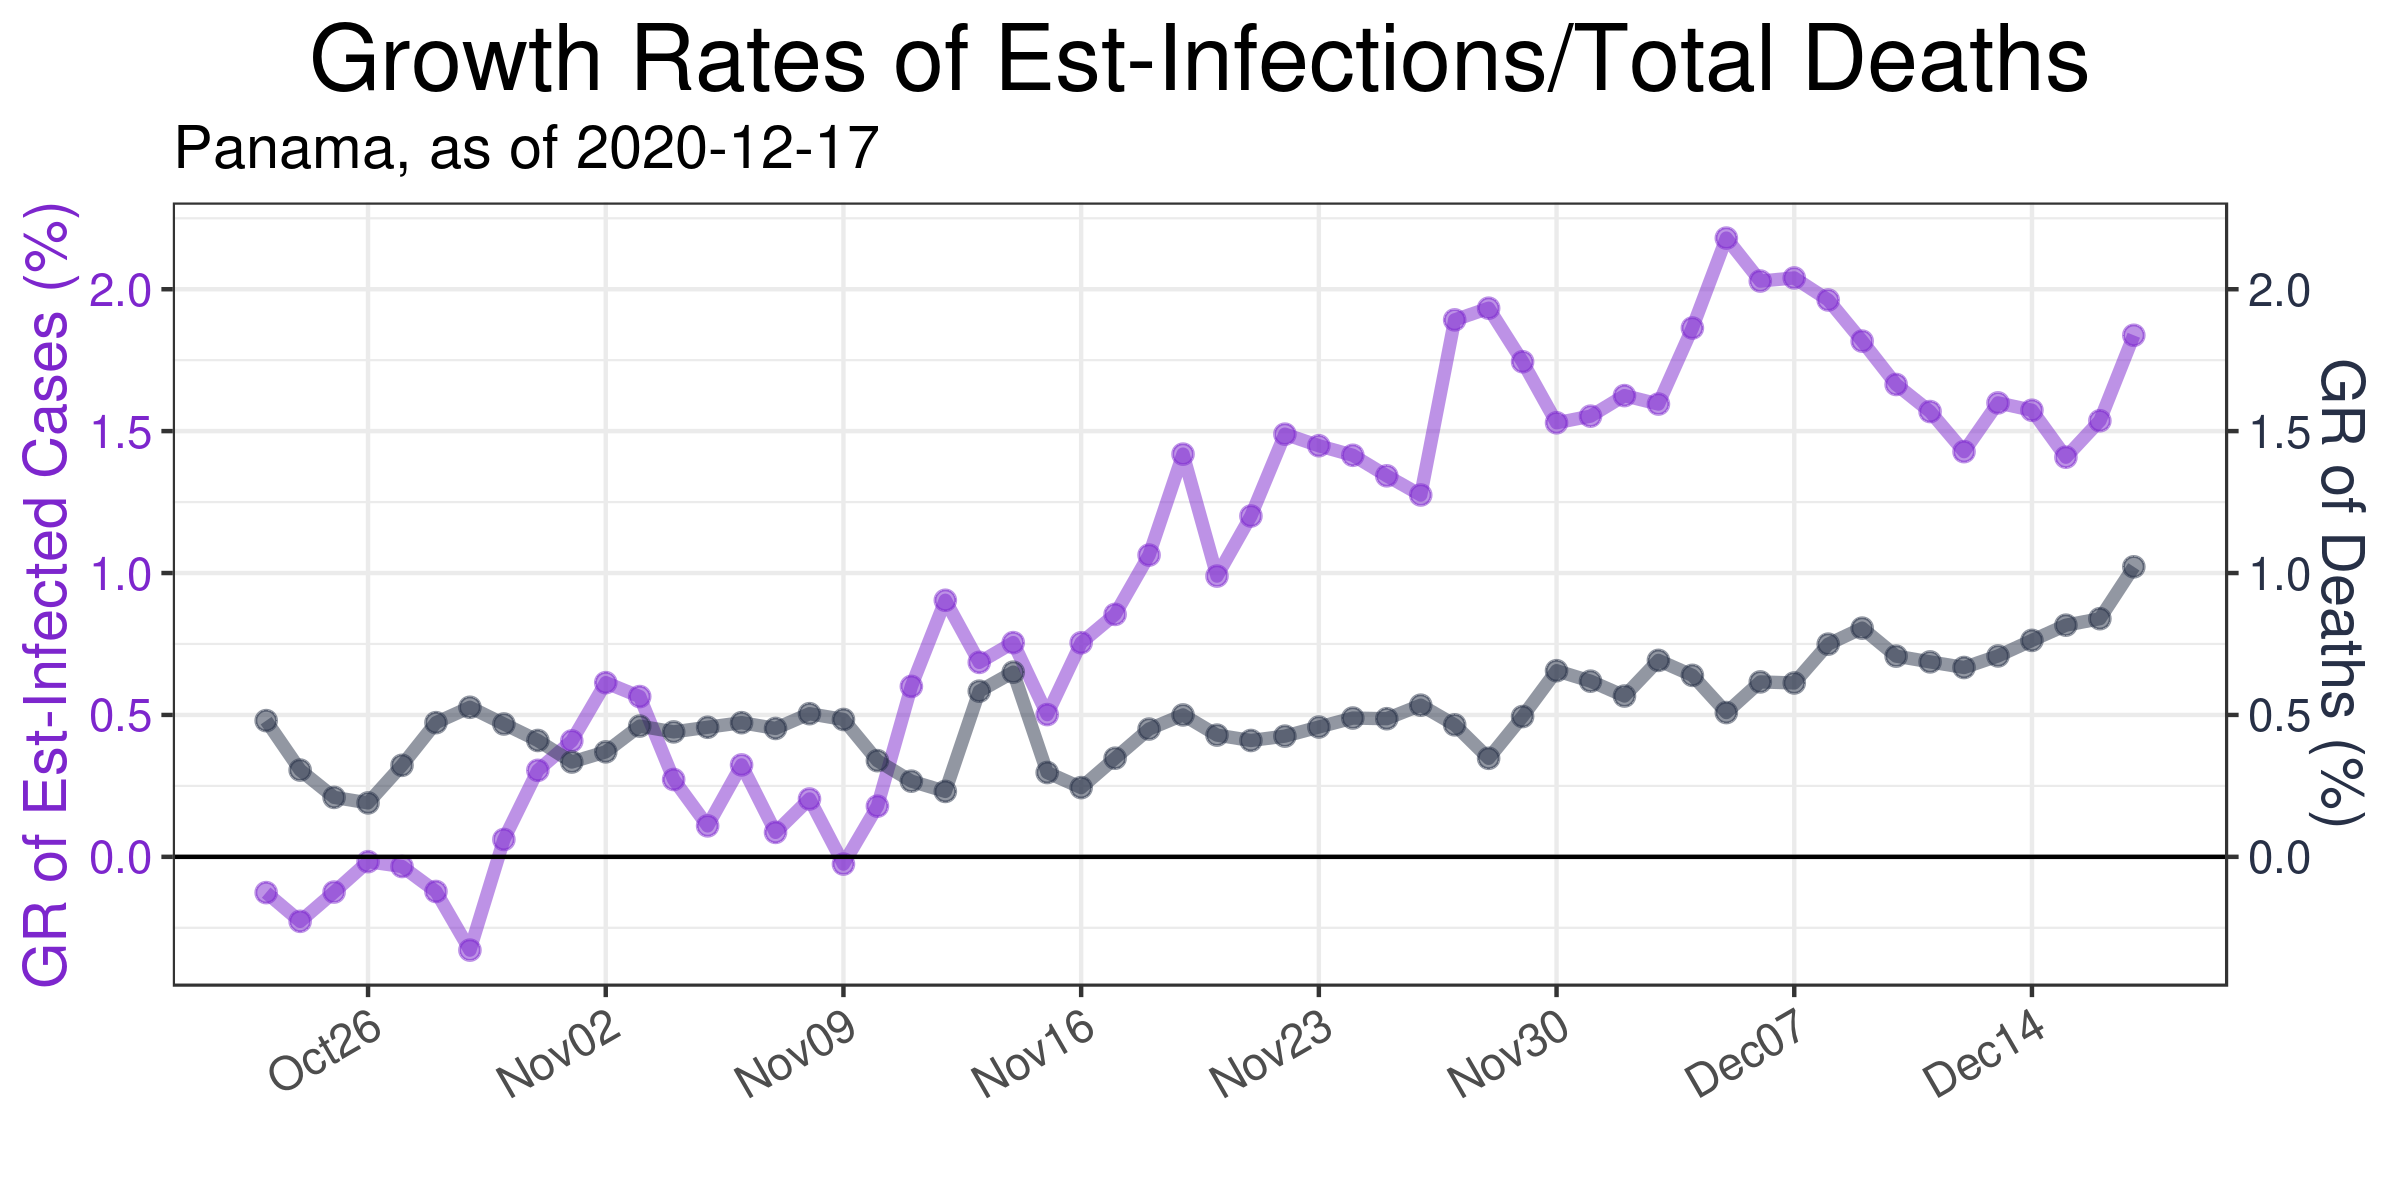 Growth Rates of Est-Infections/Total Deaths
Panama, as of 2020-12-17
GR of Est-Infected Cases (%)
2.0
1.5
1.0
0.5
0.0
2.0
1.5
1.0
0.5
0.0
GR of Deaths (%)
Oct26 Nov02 Nov09 Nov16 Nov23 Nov30 Dec07 Dec14